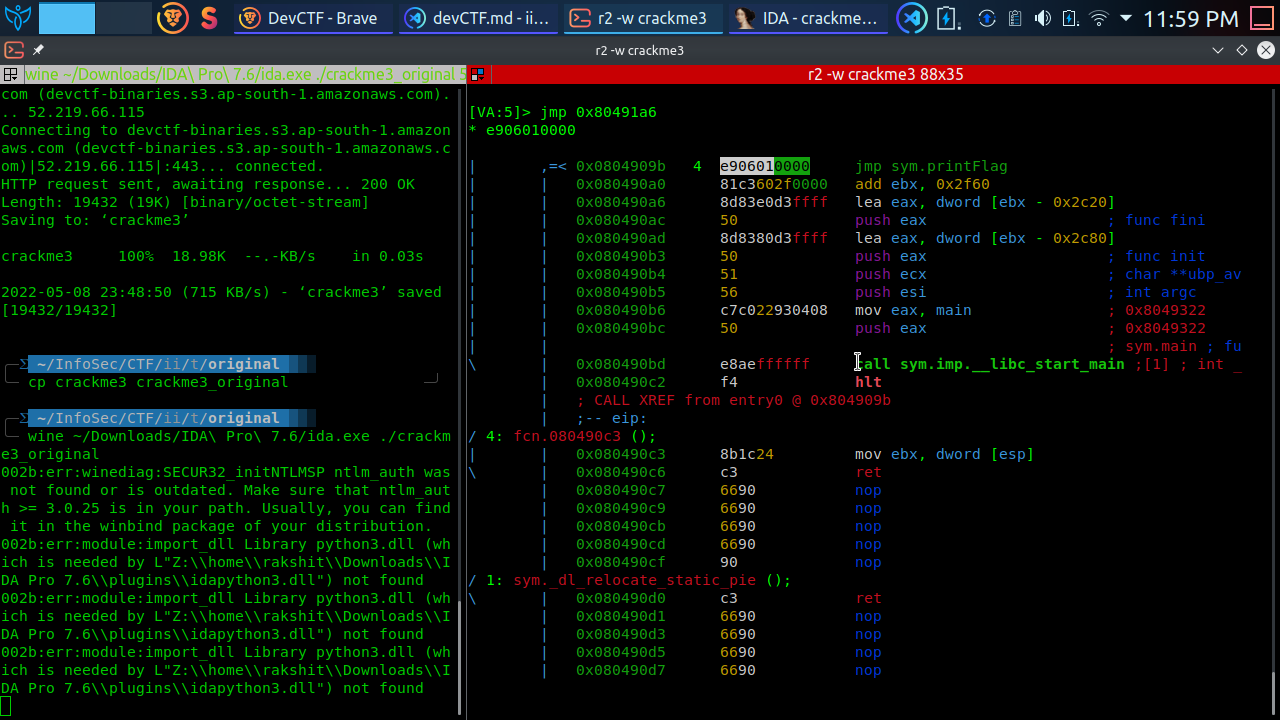 DevCTF - Brave
devCTF.md - ii...
r2 -w crackme3
IDA - crackme...
11:59 PM
r2 -w crackme3
wine ~/Downloads/IDA\ Pro\ 7.6/ida.exe ./crackme3_original 5
com (devctf-binaries.s3.ap-south-1.amazonaws.com).
.. 52.219.66.115
Connecting to devctf-binaries.s3.ap-south-1.amazon
aws.com (devctf-binaries.s3.ap-south-1.amazonaws.c
om)|52.219.66.115|:443... connected.
HTTP request sent, awaiting response... 200 OK
Length: 19432 (19K) [binary/octet-stream]
Saving to: ‘crackme3’
crackme3     100%  18.98K  --.-KB/s    in 0.03s
2022-05-08 23:48:50 (715 KB/s) - ‘crackme3’ saved
[19432/19432]
~/InfoSec/CTF/ii/t/original
cp crackme3 crackme3_original
~/InfoSec/CTF/ii/t/original
wine ~/Downloads/IDA\ Pro\ 7.6/ida.exe ./crackm
e3_original
002b:err:winediag:SECUR32_initNTLMSP ntlm_auth was
not found or is outdated. Make sure that ntlm_aut
h >= 3.0.25 is in your path. Usually, you can find
it in the winbind package of your distribution.
002b:err:module:import_dll Library python3.dll (wh
ich is needed by L"Z:\\home\\rakshit\\Downloads\\I
DA Pro 7.6\\plugins\\idapython3.dll") not found
002b:err:module:import_dll Library python3.dll (wh
ich is needed by L"Z:\\home\\rakshit\\Downloads\\I
DA Pro 7.6\\plugins\\idapython3.dll") not found
002b:err:module:import_dll Library python3.dll (wh
ich is needed by L"Z:\\home\\rakshit\\Downloads\\I
DA Pro 7.6\\plugins\\idapython3.dll") not found
r2 -w crackme3 88x35
[VA:5]> jmp 0x80491a6
* e906010000
|       ,=< 0x0804909b   4  e906010000     jmp sym.printFlag
|       |   0x080490a0      81c3602f0000   add ebx, 0x2f60
|       |   0x080490a6      8d83e0d3ffff   lea eax, dword [ebx - 0x2c20]
|       |   0x080490ac      50             push eax                    ; func fini
|       |   0x080490ad      8d8380d3ffff   lea eax, dword [ebx - 0x2c80]
|       |   0x080490b3      50             push eax                    ; func init
|       |   0x080490b4      51             push ecx                    ; char **ubp_av
|       |   0x080490b5      56             push esi                    ; int argc
|       |   0x080490b6      c7c022930408   mov eax, main               ; 0x8049322
|       |   0x080490bc      50             push eax                    ; 0x8049322
|       |                                                              ; sym.main ; fu
\       |   0x080490bd      e8aeffffff     call sym.imp.__libc_start_main ;[1] ; int _
|   0x080490c2      f4             hlt
|   ; CALL XREF from entry0 @ 0x804909b
|   ;-- eip:
/ 4: fcn.080490c3 ();
|       |   0x080490c3      8b1c24         mov ebx, dword [esp]
\       |   0x080490c6      c3             ret
|   0x080490c7      6690           nop
|   0x080490c9      6690           nop
|   0x080490cb      6690           nop
|   0x080490cd      6690           nop
|   0x080490cf      90             nop
/ 1: sym._dl_relocate_static_pie ();
\       |   0x080490d0      c3             ret
|   0x080490d1      6690           nop
|   0x080490d3      6690           nop
|   0x080490d5      6690           nop
|   0x080490d7      6690           nop